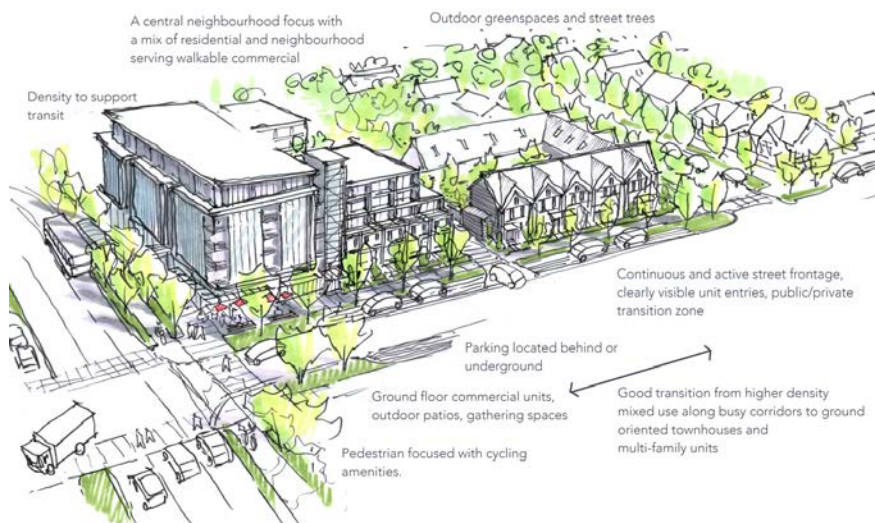 A central neighbourhood focus with
a mix of residential and neighbourhood
serving walkable commercial
Outdoor greenspaces and street trees
Density to support
transit
Continuous and active street frontage,
clearly visible unit entries, public/private
transition zone
Parking located behind or
underground
Ground floor commercial units,
outdoor patios, gathering spaces
Good transition from higher density
mixed use along busy corridors to ground
oriented townhouses and
multi-family units
Pedestrian focused with cycling
amenities.